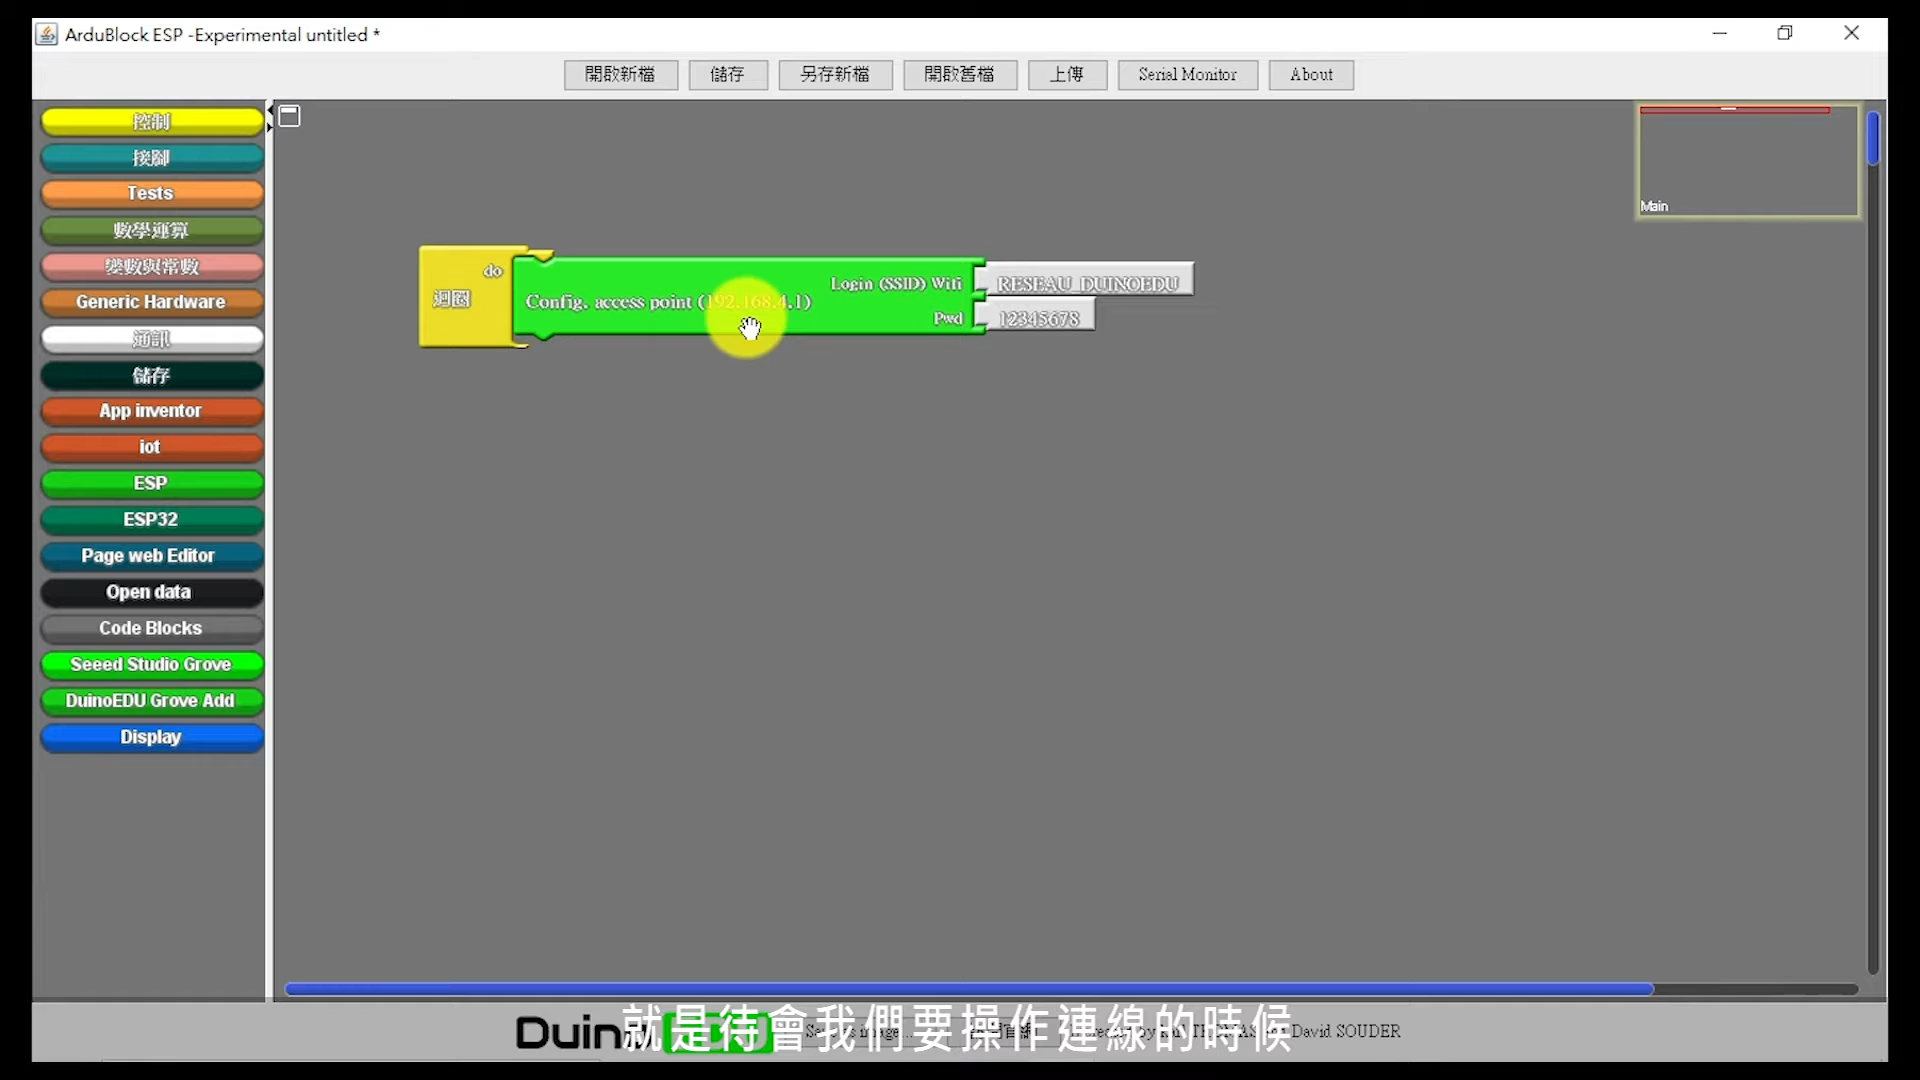 ArduBlock ESP -Experimental untitled *
開啟新檔 儲存 另存新檔 開啟舊檔 上傳 Serial Monitor About
控制
接腳
Tests
數學運算
變數與常數
Generic Hardware
通訊
儲存
App inventor
iot
ESP
ESP32
Page web Editor
Open data
Code Blocks
Seeed Studio Grove
DuinoEDU Grove Add
Display
Main
do
迴圈
Config. access point (192.168.4.1)
Login (SSID) Wifi
RESEAU_DUINOEDU
Pwd
12345678
就是待會我們要操作連線的時候
Duin
David SOUDER